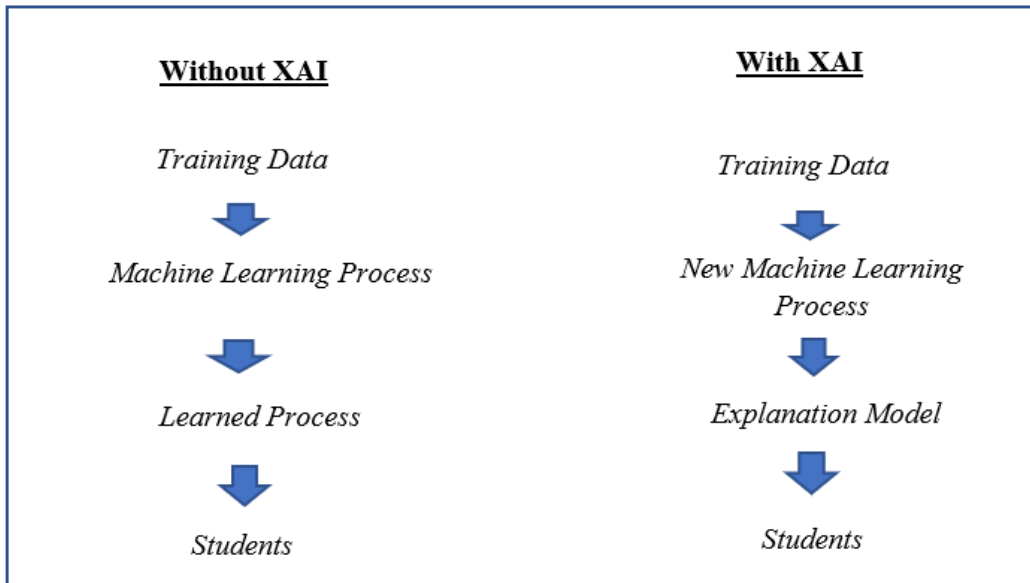 Without XAI
Training Data
Machine Learning Process
Learned Process
Students
With XAI
Training Data
New Machine Learning
Process
Explanation Model
Students